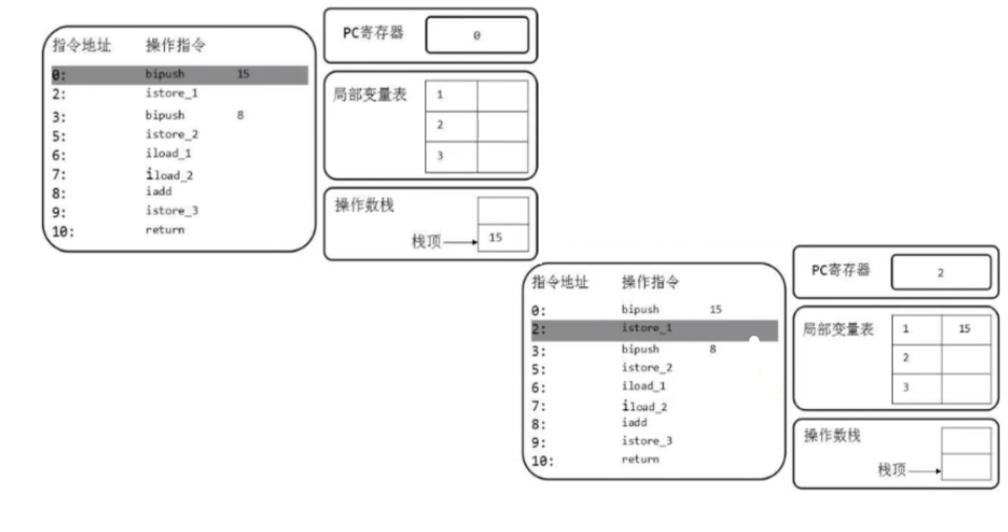 指令地址 操作指令
0: bipush 15
2: istore_1
3: bipush 8
5: istore_2
6: iload_1
7: iload_2
8: iadd
9: istore_3
10: return
PC寄存器 0
局部变量表 1
2
3
操作数栈
栈顶 15
指令地址 操作指令
0: bipush 15
2: istore_1
3: bipush 8
5: istore_2
6: iload_1
7: iload_2
8: iadd
9: istore_3
10: return
PC寄存器 2
局部变量表 1 15
2
3
操作数栈
栈顶